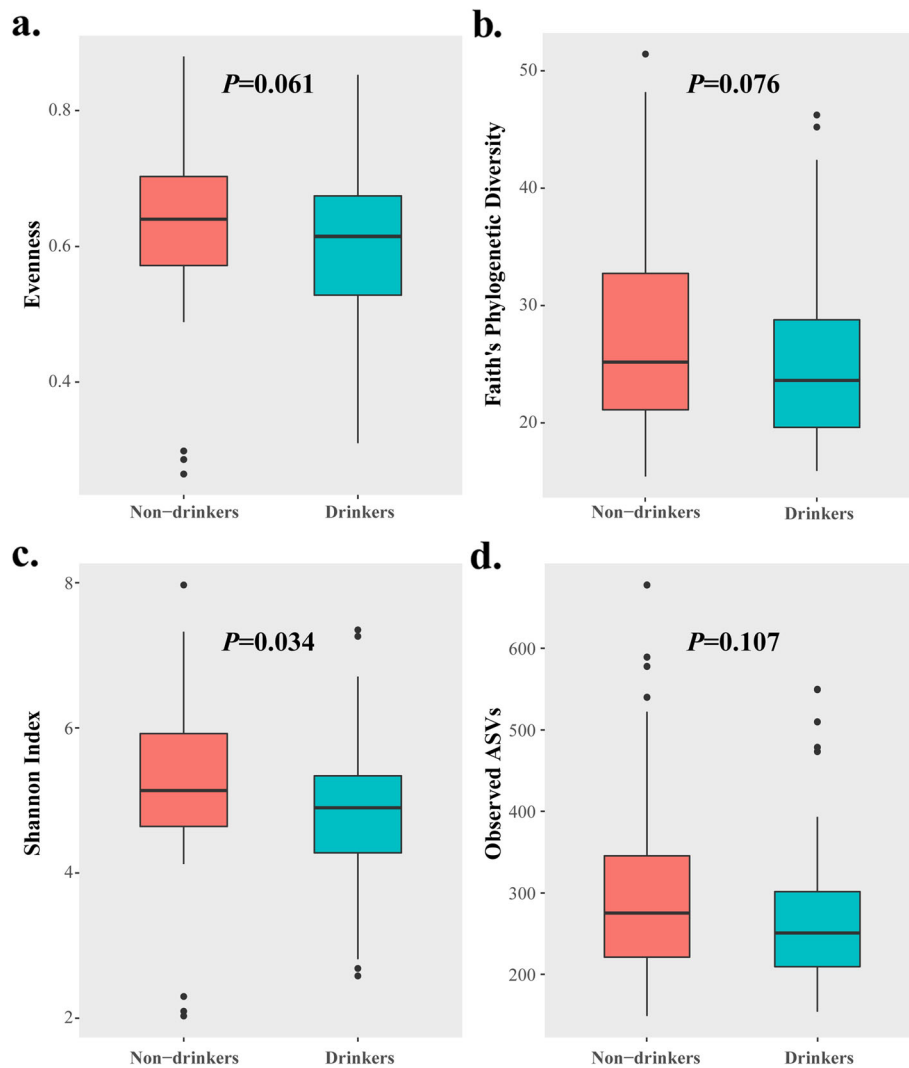 a.
P=0.061
Evenness
0.8
0.6
0.4
Non-drinkers
Drinkers
b.
P=0.076
Faith's Phylogenetic Diversity
50
40
30
20
Non-drinkers
Drinkers
c.
P=0.034
Shannon Index
8
6
4
2
Non-drinkers
Drinkers
d.
P=0.107
Observed ASVs
600
500
400
300
200
Non-drinkers
Drinkers